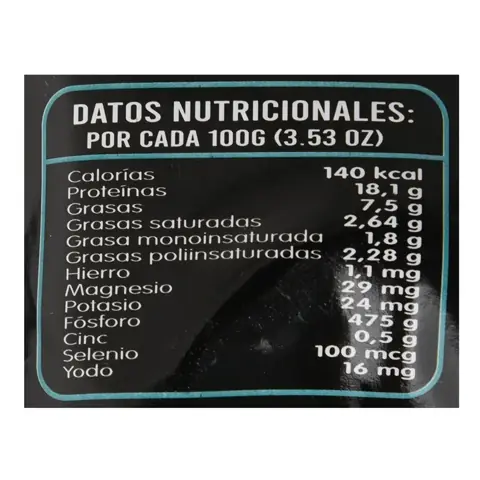 DATOS NUTRICIONALES:
POR CADA 100G (3.53 OZ)
Calorías 140 kcal
Proteínas 18,1 g
Grasas 7,5 g
Grasas saturadas 2,64 g
Grasa monoinsaturada 1,8 g
Grasas poliinsaturadas 2,28 g
Hierro 1,1 mg
Magnesio 29 mg
Potasio 24 mg
Fósforo 475 g
Cinc 0,5 g
Selenio 100 mcg
Yodo 16 mg